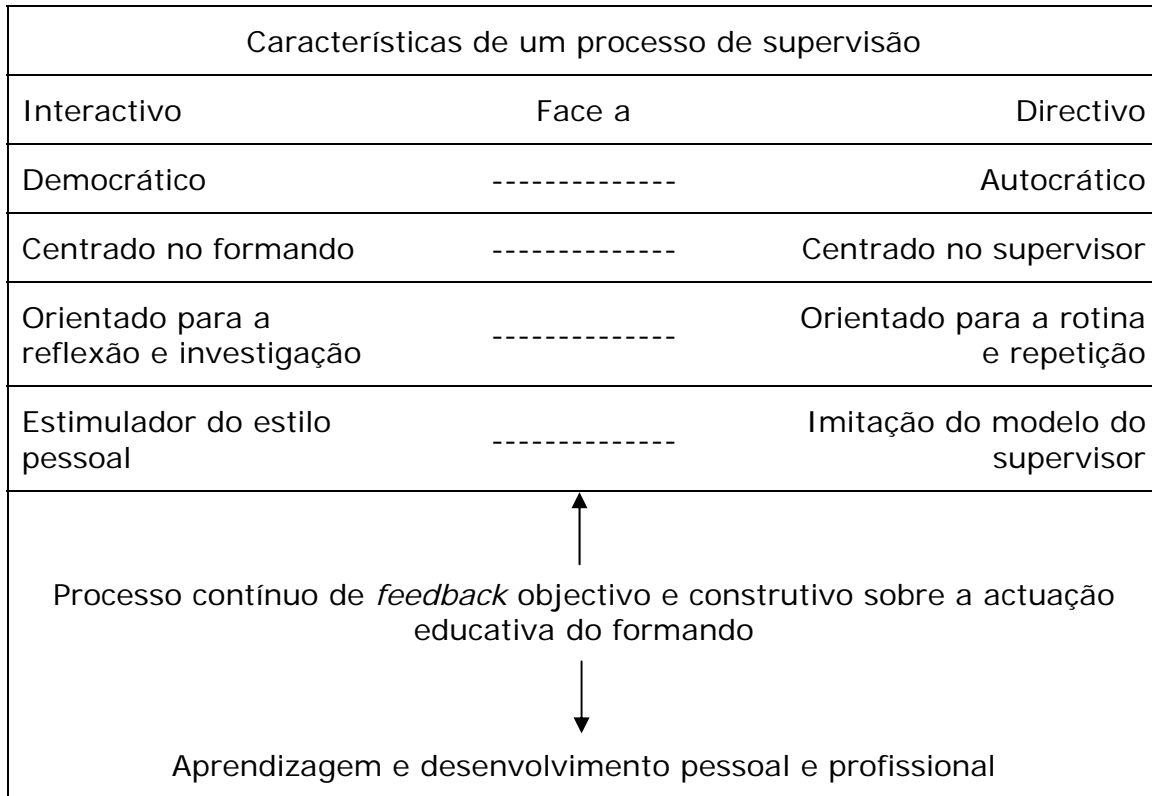 Características de um processo de supervisão
Interactivo Face a Directivo
Democrático -------------- Autocrático
Centrado no formando -------------- Centrado no supervisor
Orientado para a
reflexão e investigação -------------- Orientado para a rotina
e repetição
Estimulador do estilo
pessoal -------------- Imitação do modelo do
supervisor
Processo contínuo de feedback objectivo e construtivo sobre a actuação
educativa do formando
Aprendizagem e desenvolvimento pessoal e profissional